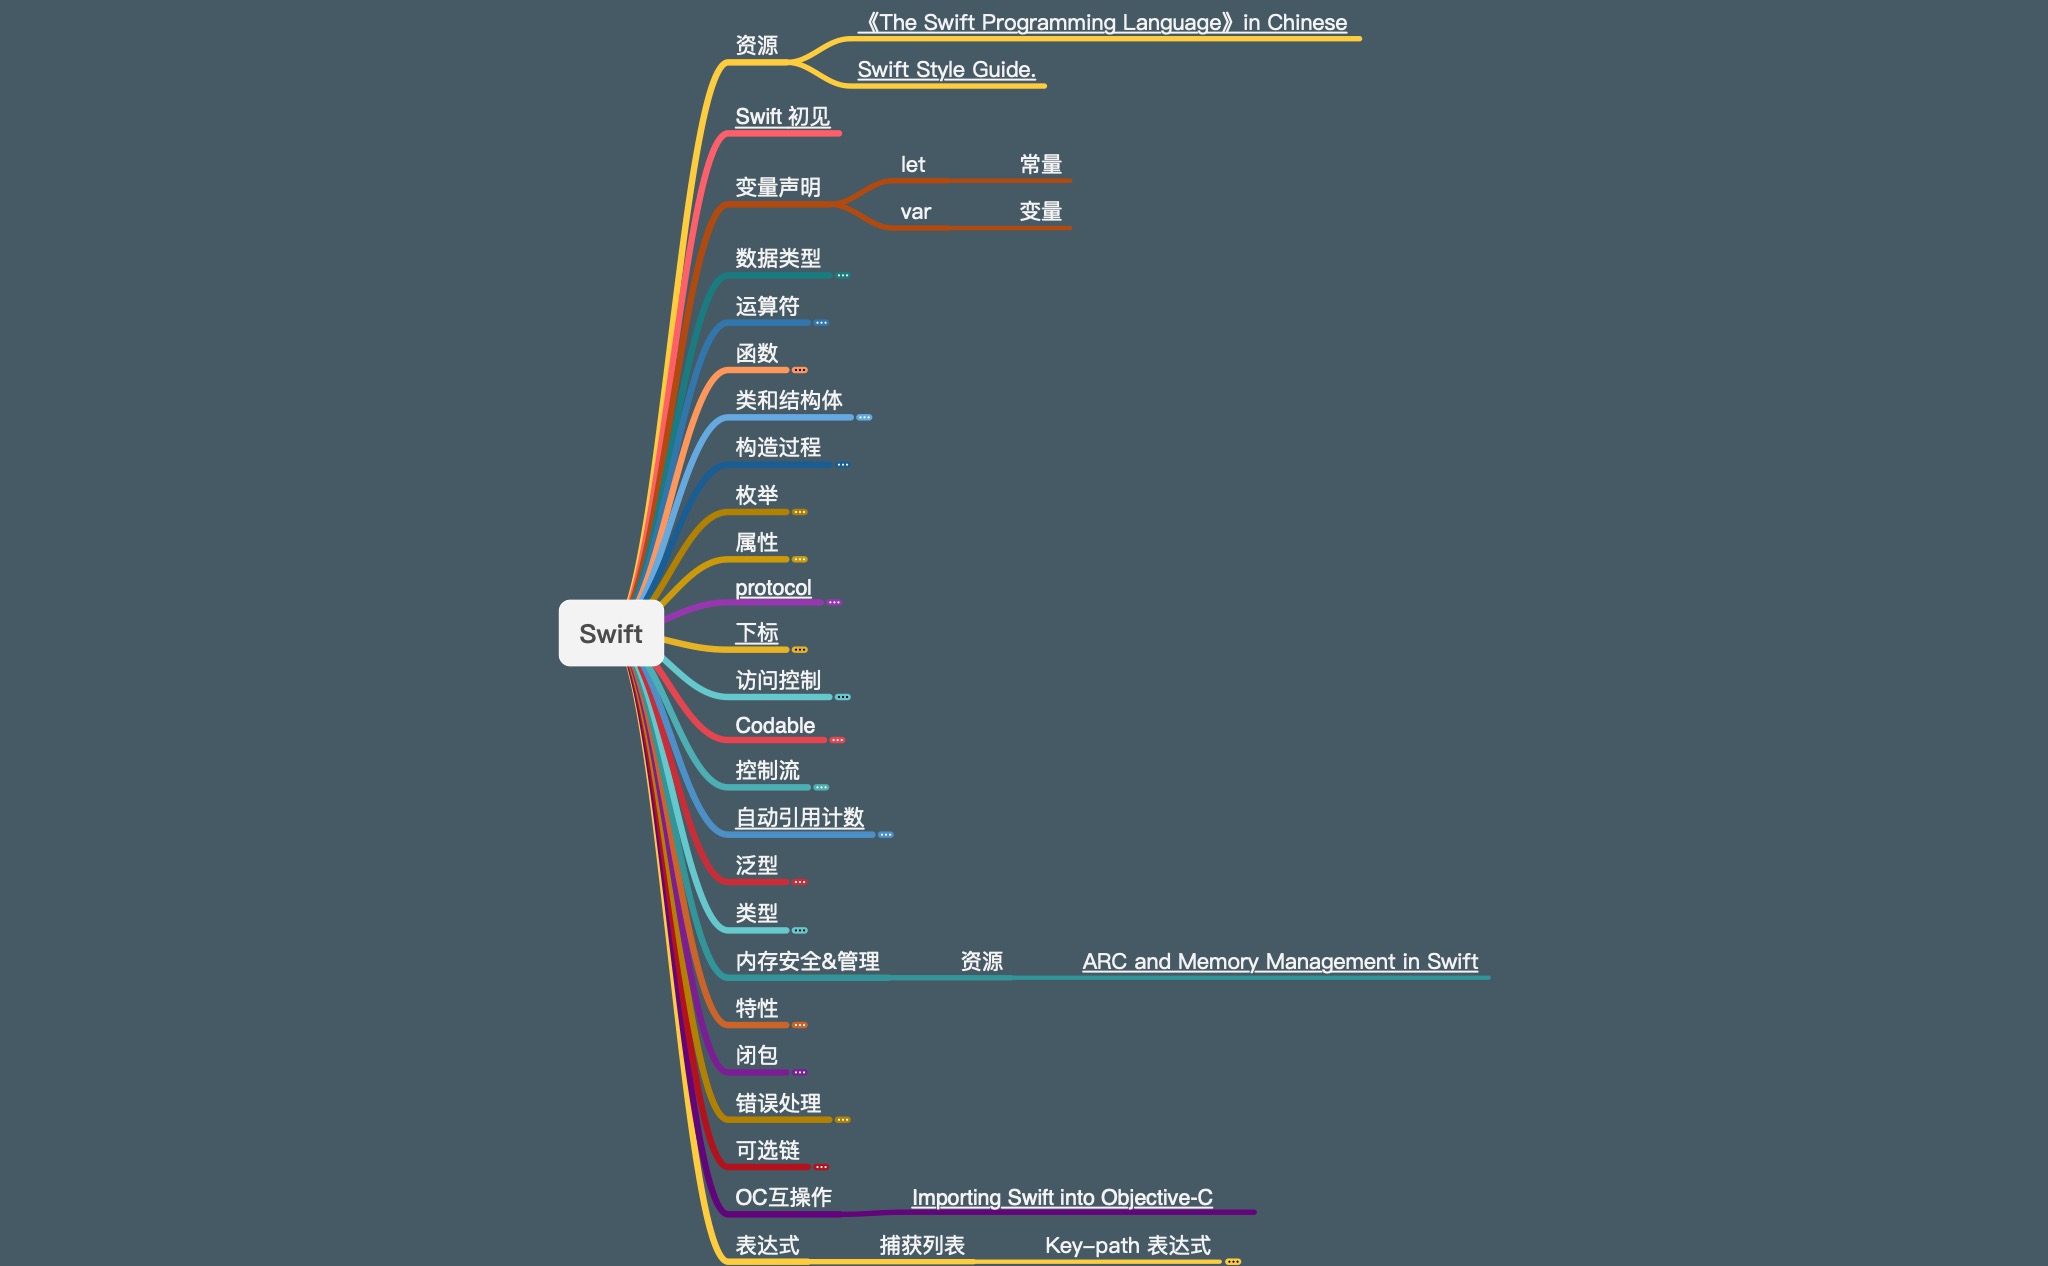 《The Swift Programming Language》in Chinese
资源
Swift Style Guide.
Swift 初见
let 常量
变量声明
var 变量
数据类型
运算符
函数
类和结构体
构造过程
枚举
属性
protocol
Swift
下标
访问控制
Codable
控制流
自动引用计数
泛型
类型
内存安全&管理 资源 ARC and Memory Management in Swift
特性
闭包
错误处理
可选链
OC互操作 Importing Swift into Objective-C
表达式 捕获列表 Key-path 表达式